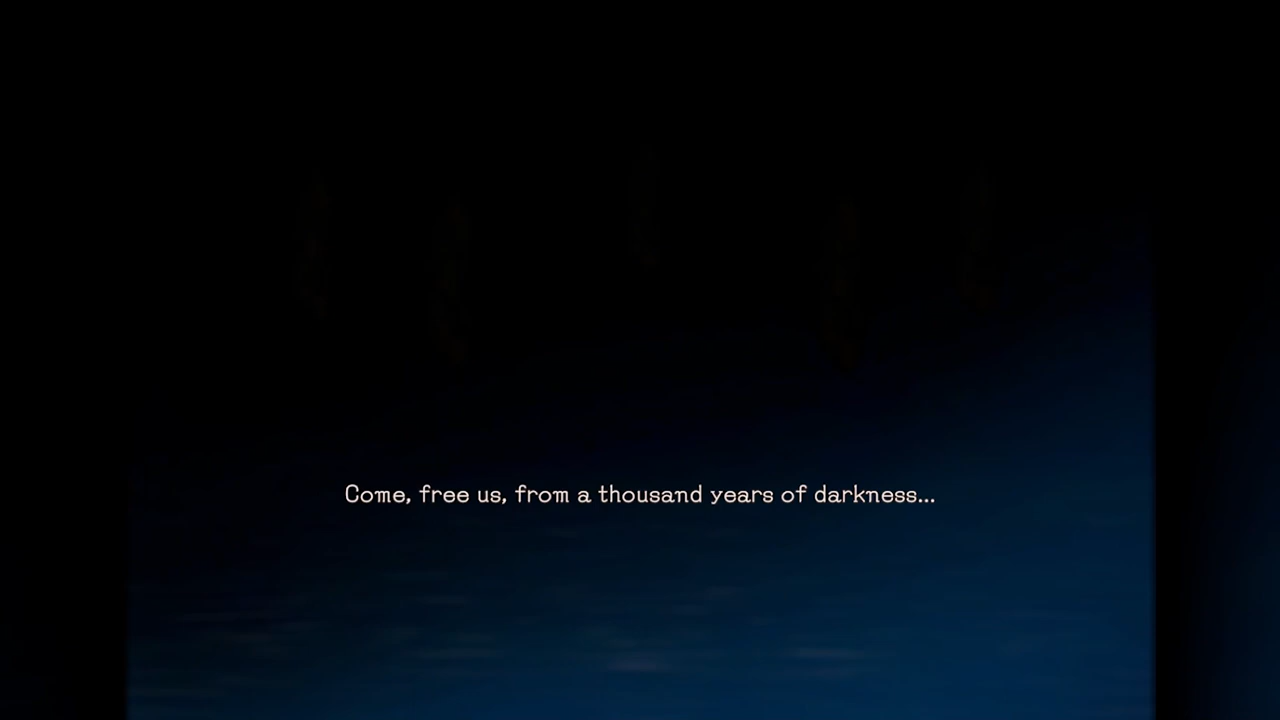 Come, free us, from a thousand years of darkness...